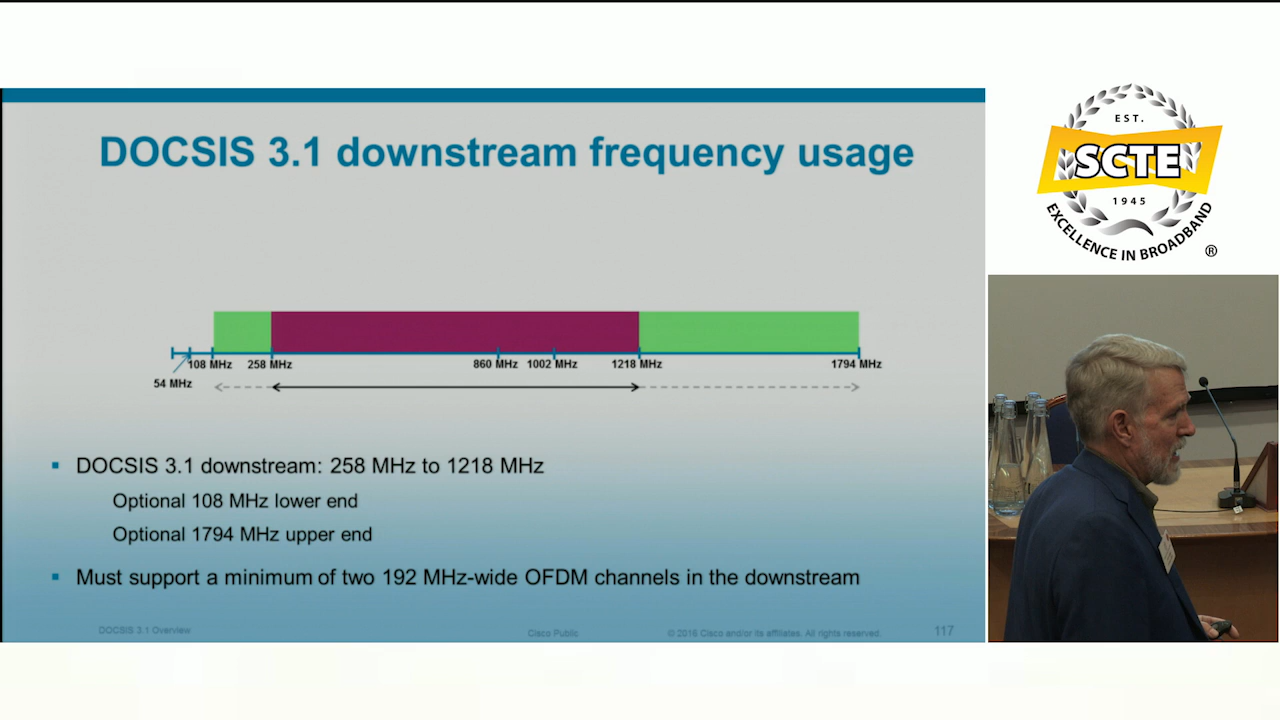 DOCSIS 3.1 downstream frequency usage
108 MHz
258 MHz
860 MHz
1002 MHz
1218 MHz
1794 MHz
54 MHz
DOCSIS 3.1 downstream: 258 MHz to 1218 MHz
Optional 108 MHz lower end
Optional 1794 MHz upper end
Must support a minimum of two 192 MHz-wide OFDM channels in the downstream
DOCSIS 3.1 Overview
Cisco Public
© 2016 Cisco and/or its affiliates. All rights reserved.
117
EST.
SCTE
1945
EXCELLENCE IN BROADBAND
®